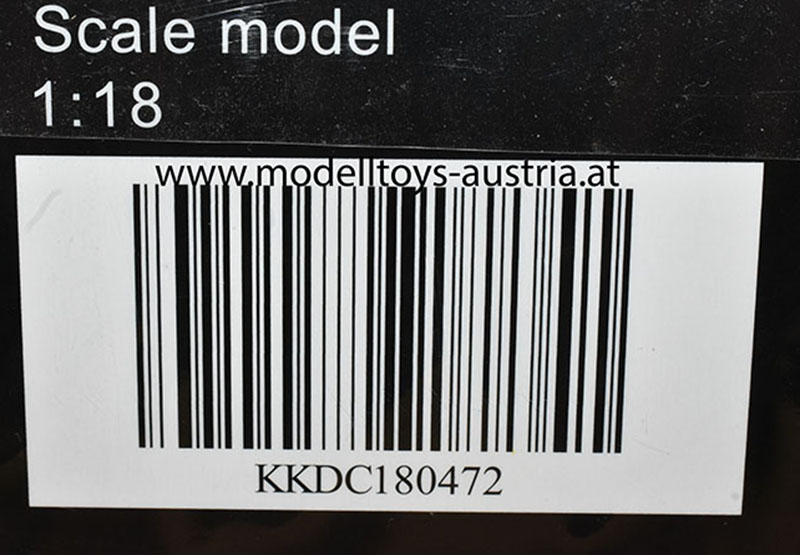 Scale model
1:18
www.modelltoys-austria.at
KKDC180472